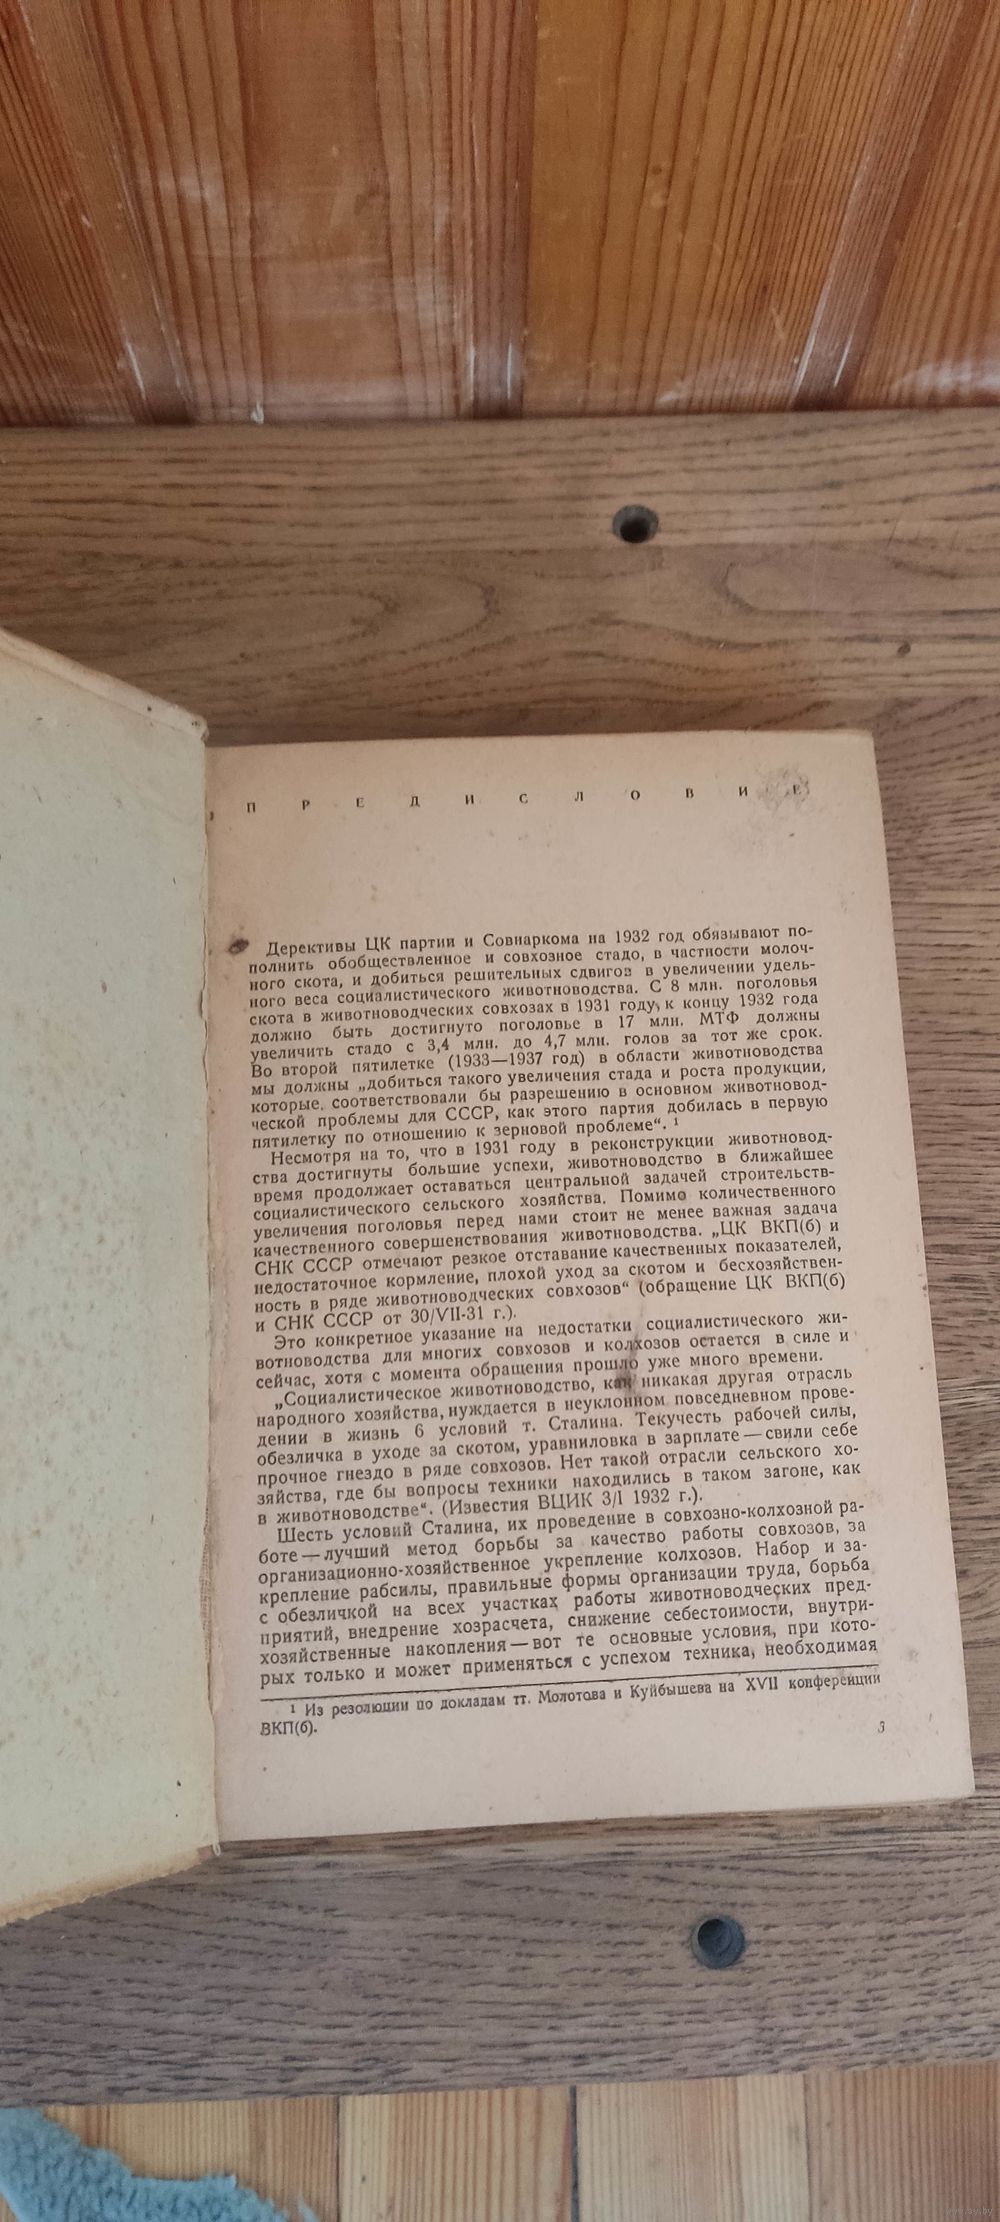 ПРЕДИСЛОВИЕ
Дерективы ЦК партии и Совнаркома на 1932 год обязывают по-
полнить обобществленное и совхозное стадо, в частности молоч-
ного скота, и добиться решительных сдвигов в увеличении удель-
ного веса социалистического животноводства. С 8 млн. поголовья
скота в животноводческих совхозах в 1931 году, к концу 1932 года
должно быть достигнуто поголовье в 17 млн. МТФ должны
увеличить стадо с 3,4 млн. до 4,7 млн. голов за тот же срок.
Во второй пятилетке (1933—1937 год) в области животноводства
мы должны „добиться такого увеличения стада и роста продукции,
которые соответствовали бы разрешению в основном животновод-
ческой проблемы для СССР, как этого партия добилась в первую
пятилетку по отношению к зерновой проблеме“. ¹
Несмотря на то, что в 1931 году в реконструкции животновод-
ства достигнуты большие успехи, животноводство в ближайшее
время продолжает оставаться центральной задачей строительств-
социалистического сельского хозяйства. Помимо количественного
увеличения поголовья перед нами стоит не менее важная задача
качественного совершенствования животноводства. „ЦК ВКП(б) и
СНК СССР отмечают резкое отставание качественных показателей,
недостаточное кормление, плохой уход за скотом и бесхозяйствен-
ность в ряде животноводческих совхозов“ (обращение ЦК ВКП(б)
и СНК СССР от 30/VII-31 г.).
Это конкретное указание на недостатки социалистического жи-
вотноводства для многих совхозов и колхозов остается в силе и
сейчас, хотя с момента обращения прошло уже много времени.
„Социалистическое животноводство, как никакая другая отрасль
народного хозяйства, нуждается в неуклонном повседневном прове-
дении в жизнь 6 условий т. Сталина. Текучесть рабочей силы,
обезличка в уходе за скотом, уравниловка в зарплате — свили себе
прочное гнездо в ряде совхозов. Нет такой отрасли сельского хо-
зяйства, где бы вопросы техники находились в таком загоне, как
в животноводстве“. (Известия ВЦИК 3/I 1932 г.).
Шесть условий Сталина, их проведение в совхозно-колхозной ра-
боте — лучший метод борьбы за качество работы совхозов, за
организационно-хозяйственное укрепление колхозов. Набор и за-
крепление рабсилы, правильные формы организации труда, борьба
с обезличкой на всех участках работы животноводческих пред-
приятий, внедрение хозрасчета, снижение себестоимости, внутри-
хозяйственные накопления — вот те основные условия, при кото-
рых только и может применяться с успехом техника, необходимая
¹ Из резолюции по докладам тт. Молотова и Куйбышева на XVII конференции
ВКП(б).
3